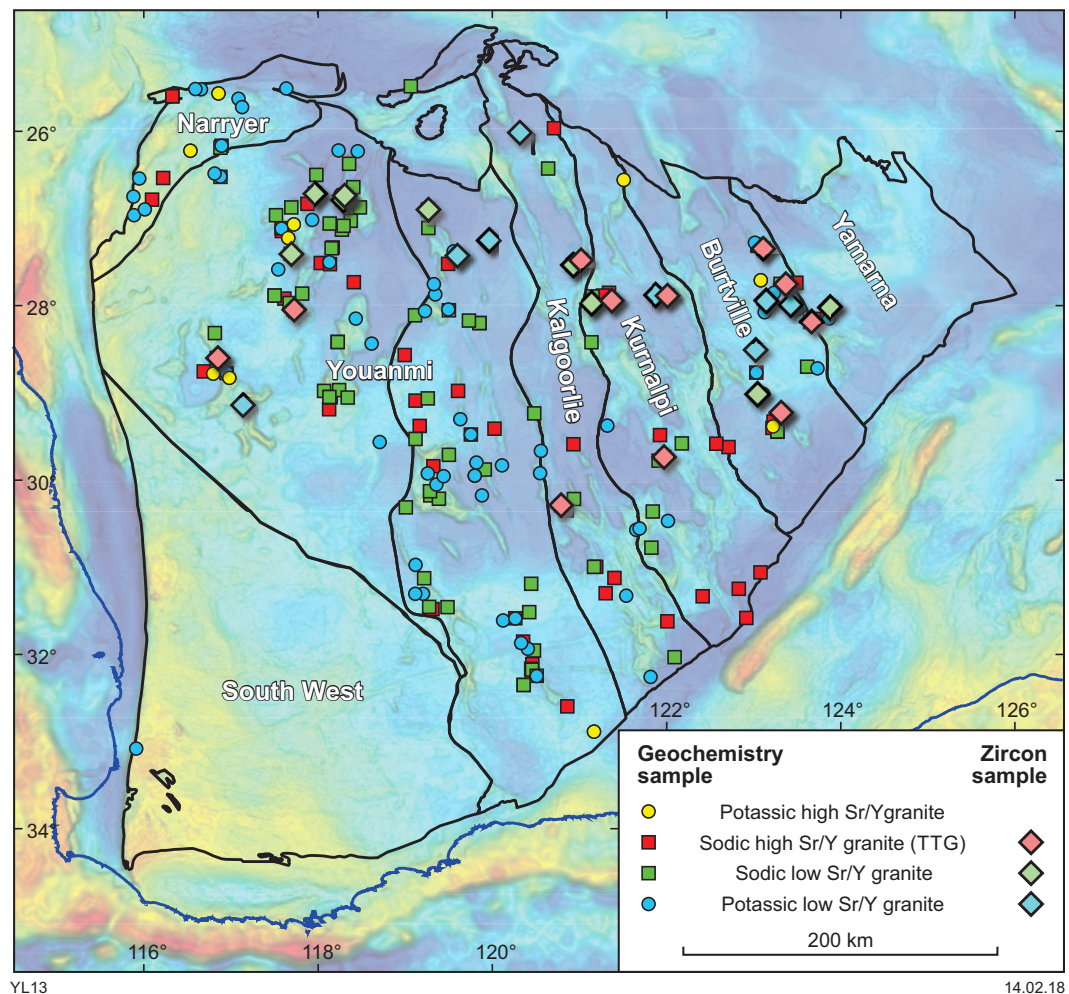 26°
28°
30°
32°
34°
Narryer
Youanmi
South West
Kalgoorlie
Kurnalpi
Burtville
Yamarna
122°
124°
126°
116°
118°
120°
Geochemistry
sample
Zircon
sample
Potassic high Sr/Ygranite
Sodic high Sr/Y granite (TTG)
Sodic low Sr/Y granite
Potassic low Sr/Y granite
200 km
YL13
14.02.18